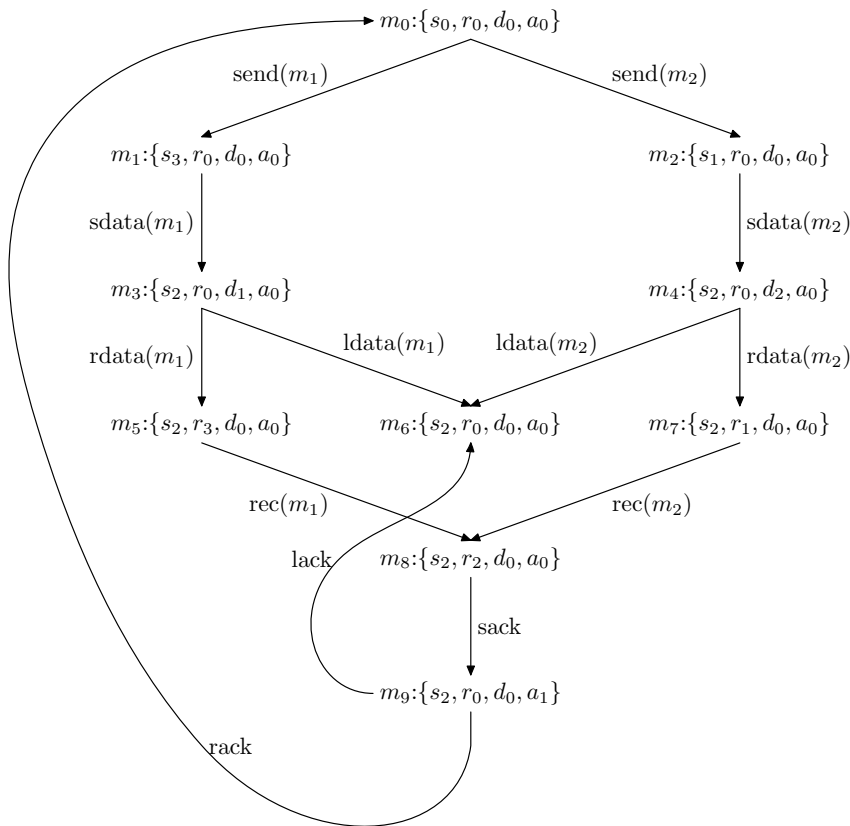 m₀:{s₀, r₀, d₀, a₀}
send(m₁) send(m₂)
m₁:{s₃, r₀, d₀, a₀} m₂:{s₁, r₀, d₀, a₀}
sdata(m₁) sdata(m₂)
m₃:{s₂, r₀, d₁, a₀} m₄:{s₂, r₀, d₂, a₀}
rdata(m₁) ldata(m₁) ldata(m₂) rdata(m₂)
m₅:{s₂, r₃, d₀, a₀} m₆:{s₂, r₀, d₀, a₀} m₇:{s₂, r₁, d₀, a₀}
rec(m₁) rec(m₂)
lack m₈:{s₂, r₂, d₀, a₀}
sack
m₉:{s₂, r₀, d₀, a₁}
rack